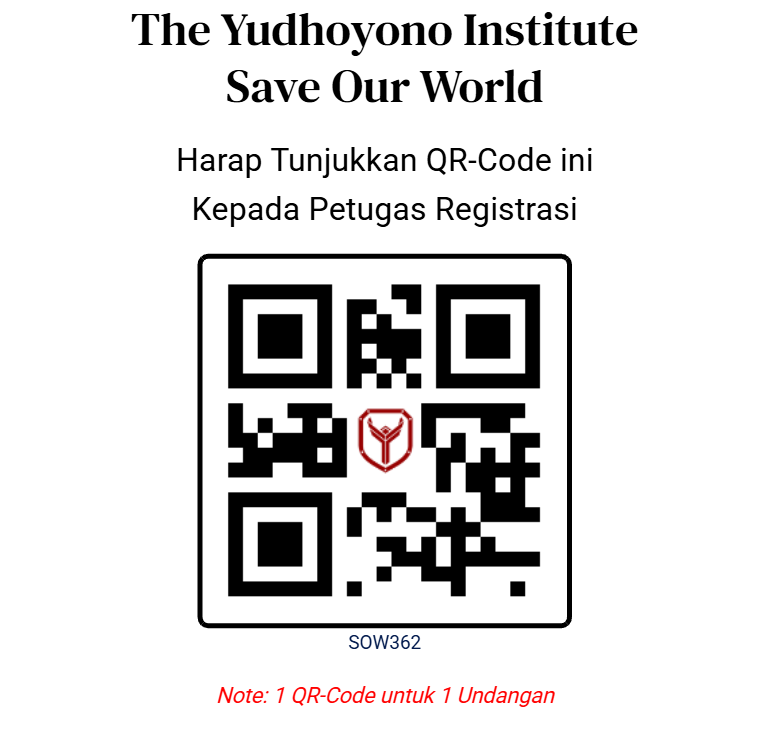 The Yudhoyono Institute
Save Our World
Harap Tunjukkan QR-Code ini
Kepada Petugas Registrasi
SOW362
Note: 1 QR-Code untuk 1 Undangan